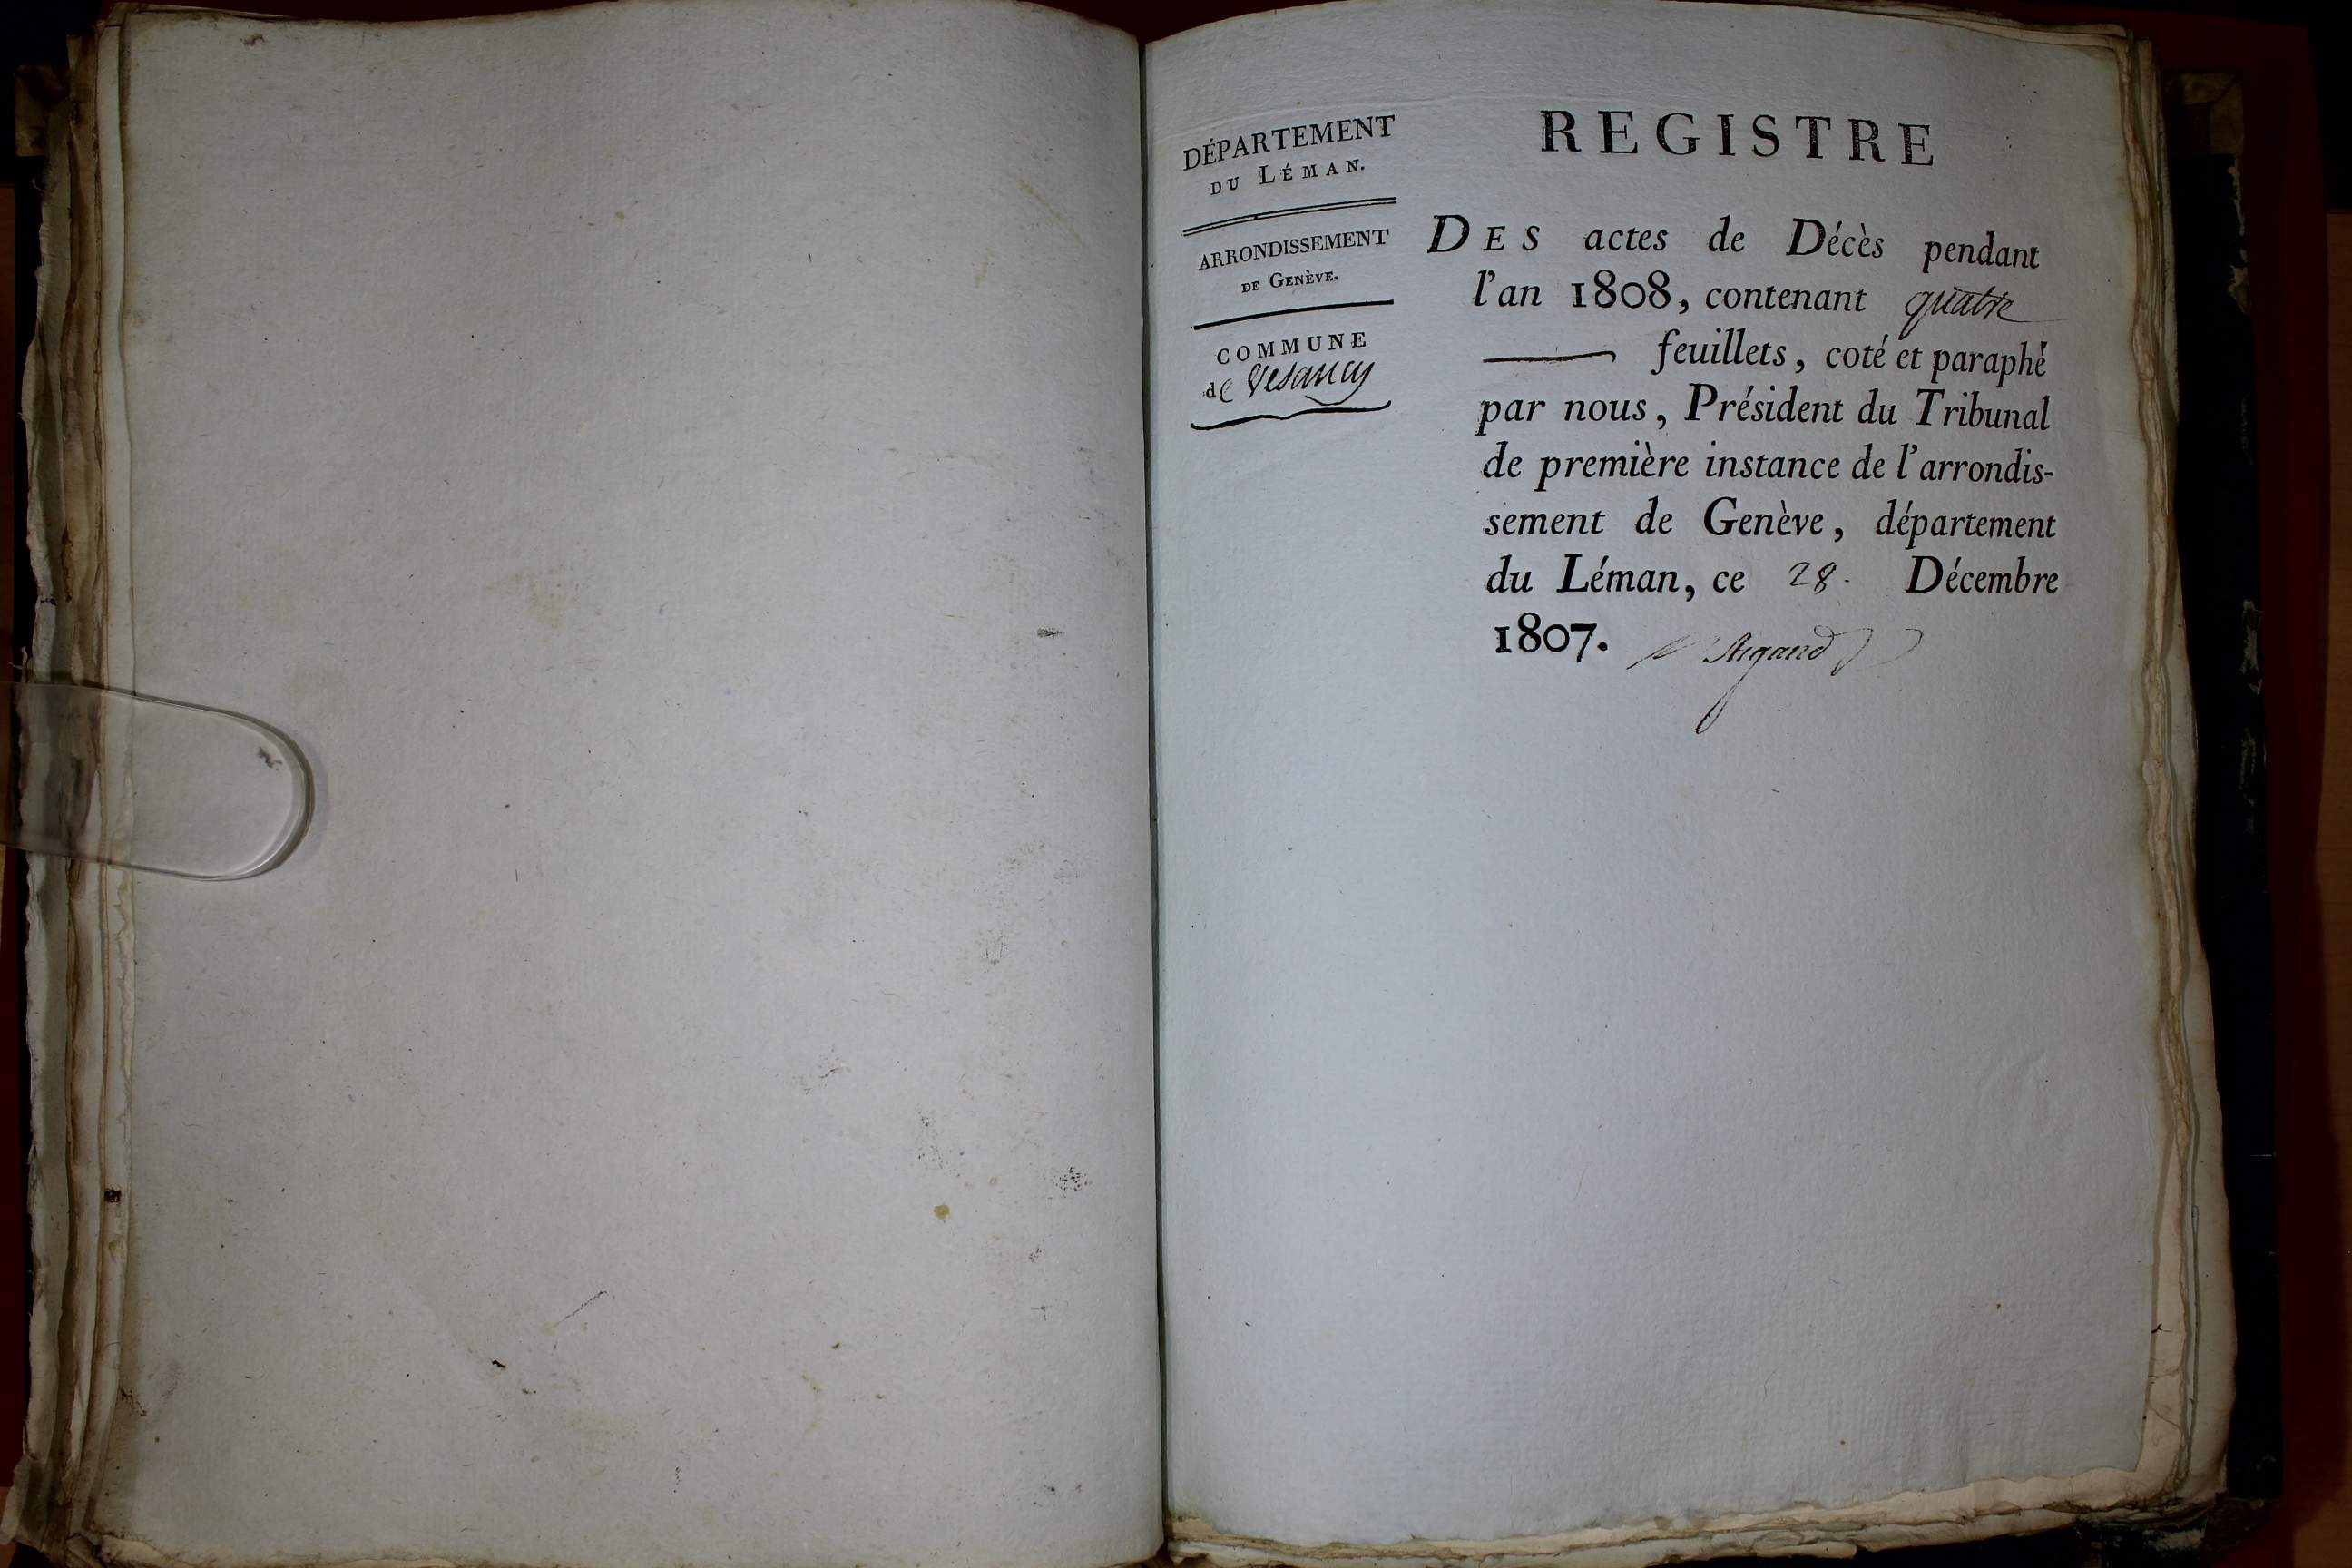 DÉPARTEMENT
DU LÉMAN.
ARRONDISSEMENT
DE GENÈVE.
COMMUNE
de Vesancy
REGISTRE
DES actes de Décès pendant
l'an 1808, contenant quatre
feuillets, coté et paraphé
par nous, Président du Tribunal
de première instance de l'arrondis-
sement de Genève, département
du Léman, ce 28. Décembre
1807. Argand